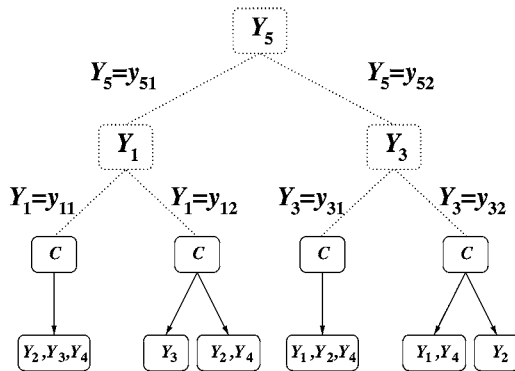 Y₅
Y₅=y₅₁ Y₅=y₅₂
Y₁ Y₃
Y₁=y₁₁ Y₁=y₁₂ Y₃=y₃₁ Y₃=y₃₂
C C C C
Y₂,Y₃,Y₄ Y₃ Y₂,Y₄ Y₁,Y₂,Y₄ Y₁,Y₄ Y₂